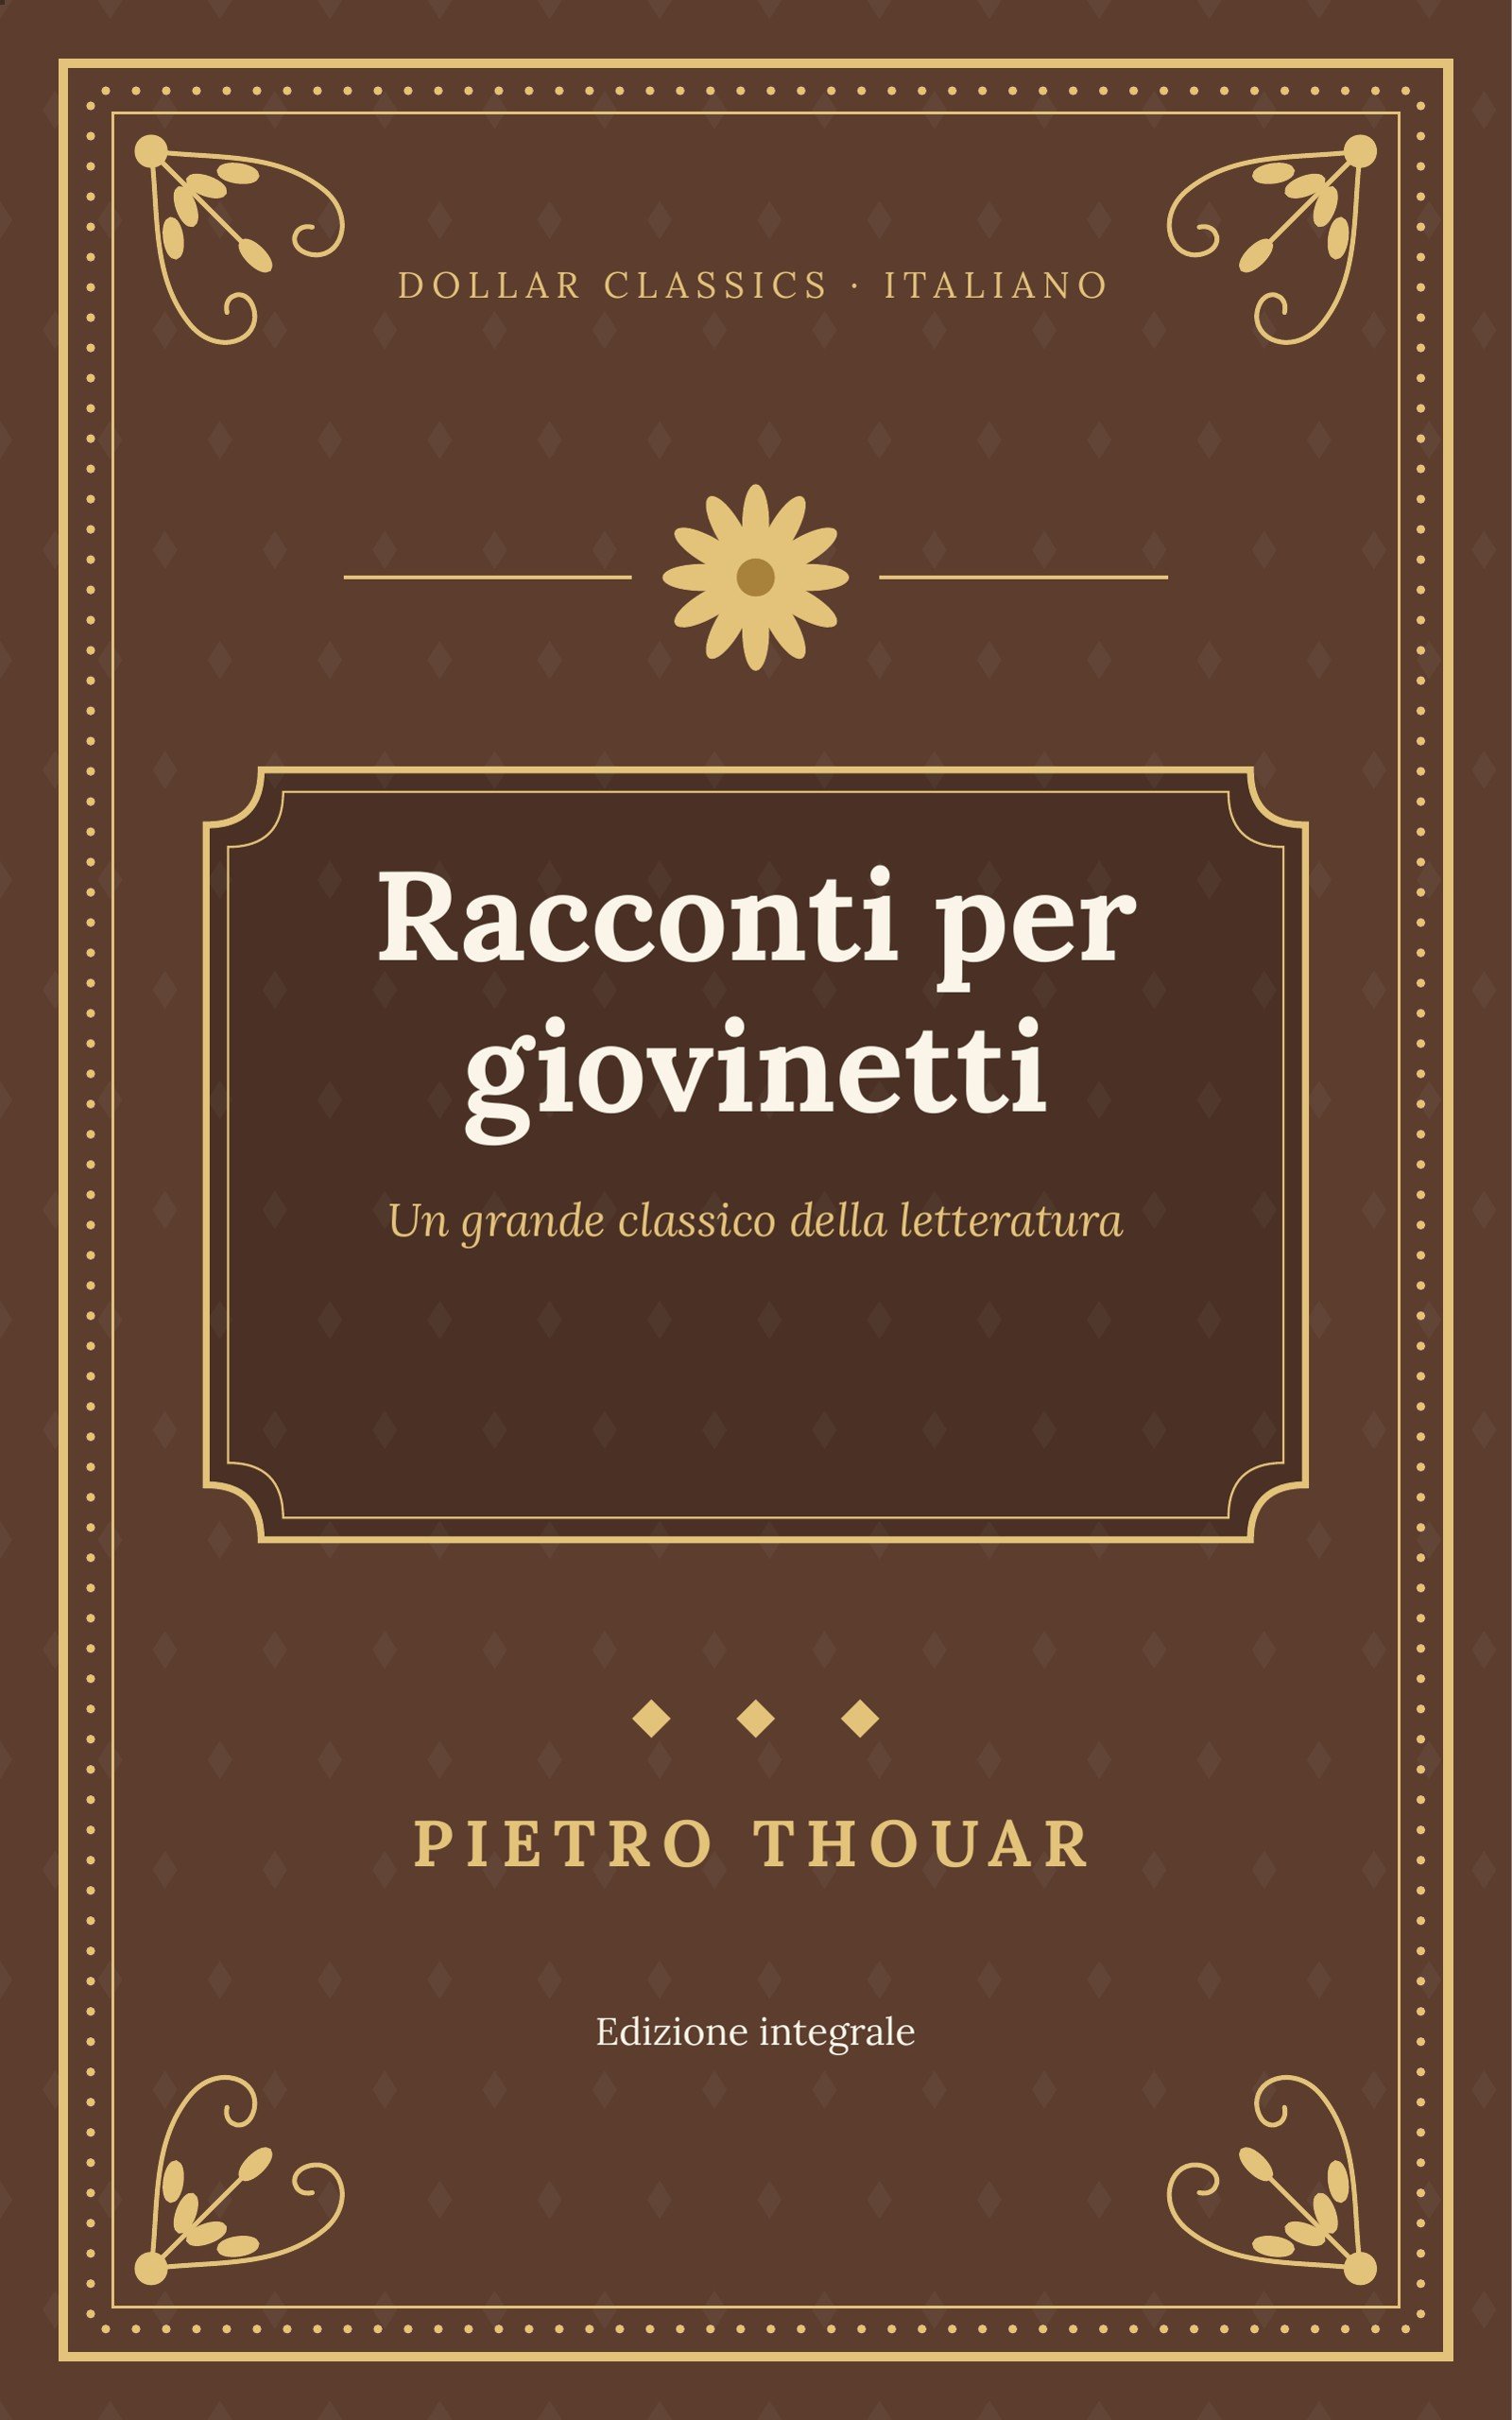 DOLLAR CLASSICS · ITALIANO
Racconti per
giovinetti
Un grande classico della letteratura
PIETRO THOUAR
Edizione integrale